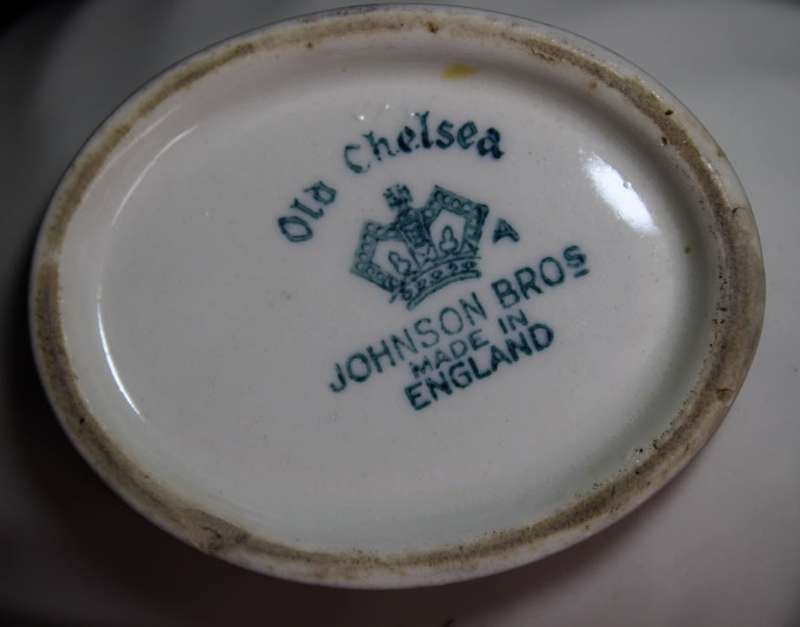 Old Chelsea
A
JOHNSON BROS
MADE IN
ENGLAND